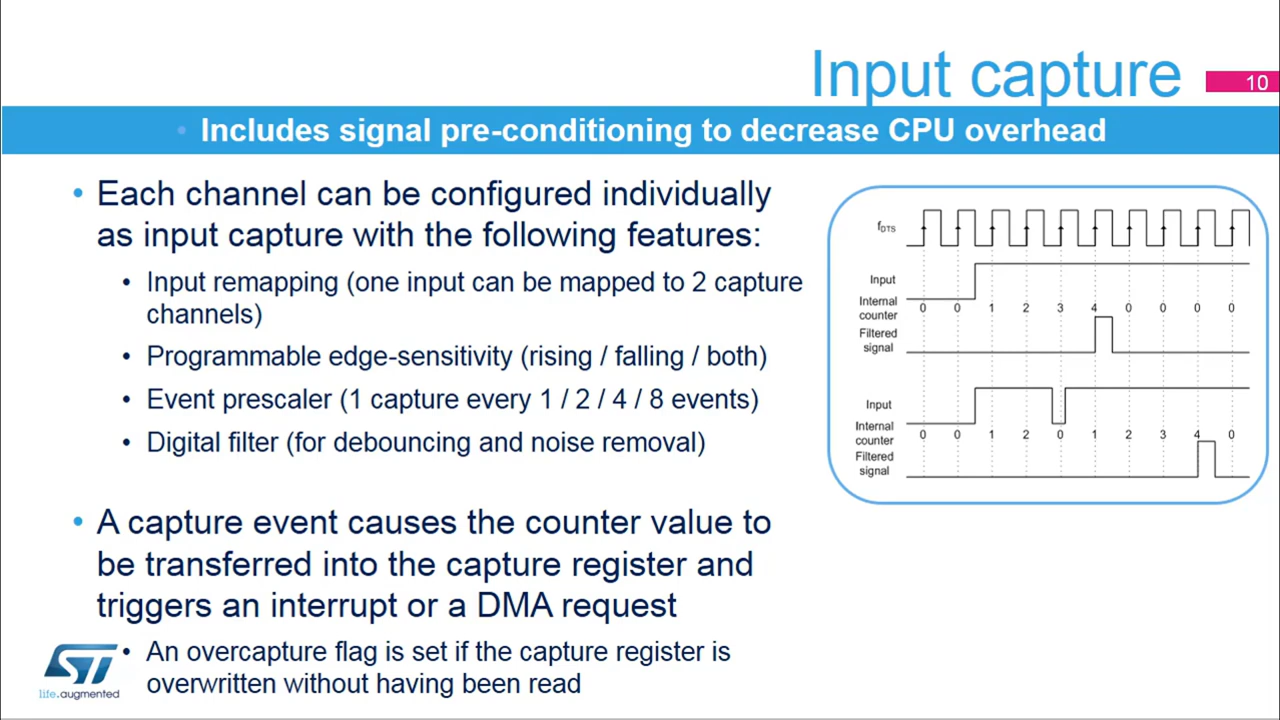 Input capture
10
• Includes signal pre-conditioning to decrease CPU overhead
• Each channel can be configured individually
as input capture with the following features:
• Input remapping (one input can be mapped to 2 capture
channels)
• Programmable edge-sensitivity (rising / falling / both)
• Event prescaler (1 capture every 1 / 2 / 4 / 8 events)
• Digital filter (for debouncing and noise removal)
• A capture event causes the counter value to
be transferred into the capture register and
triggers an interrupt or a DMA request
• An overcapture flag is set if the capture register is
overwritten without having been read
fDTS
Input
Internal
counter
0 0 1 2 3 4 0 0 0 0
Filtered
signal
Input
Internal
counter
0 0 1 2 0 1 2 3 4 0
Filtered
signal
ST
life.augmented